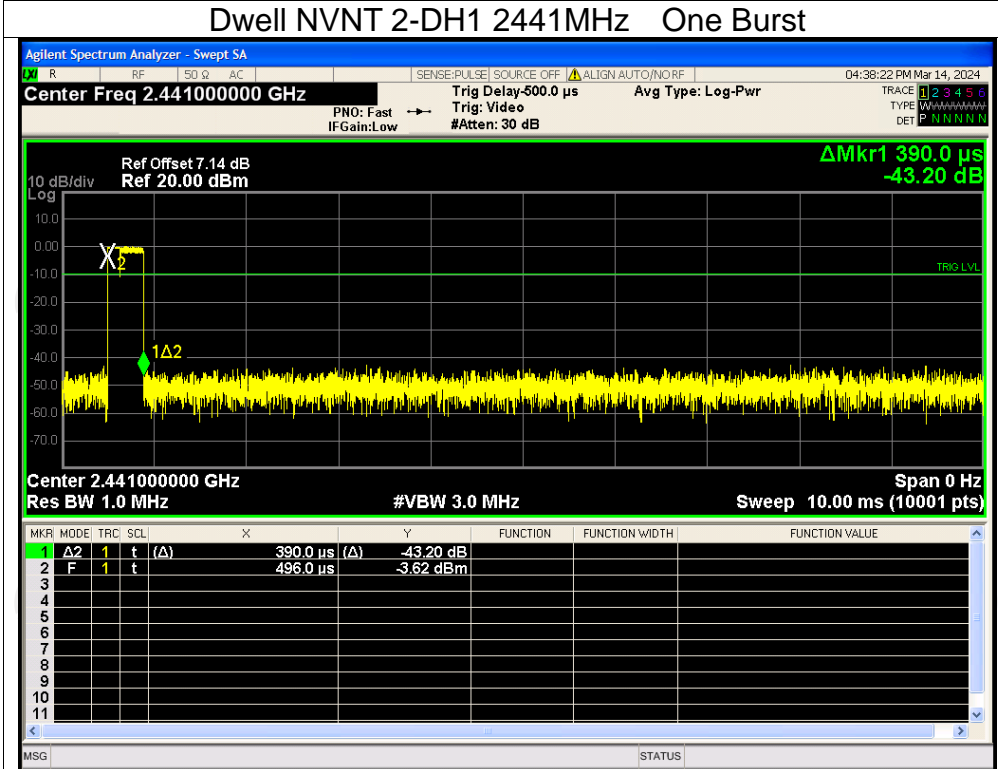 Dwell NVNT 2-DH1 2441MHz One Burst
Agilent Spectrum Analyzer - Swept SA
LXI R RF 50 Ω AC SENSE:PULSE SOURCE OFF ALIGN AUTO/NORF 04:38:22 PM Mar 14, 2024
Center Freq 2.441000000 GHz Trig Delay-500.0 µs Avg Type: Log-Pwr TRACE 1 2 3 4 5 6
PNO: Fast Trig: Video TYPE W
IFGain:Low #Atten: 30 dB DET P N N N N N
ΔMkr1 390.0 µs
-43.20 dB
Ref Offset 7.14 dB
10 dB/div Ref 20.00 dBm
Log
10.0
0.00
X2
-10.0
TRIG LVL
-20.0
-30.0
1Δ2
-40.0
-50.0
-60.0
-70.0
Center 2.441000000 GHz Span 0 Hz
Res BW 1.0 MHz #VBW 3.0 MHz Sweep 10.00 ms (10001 pts)
MKR MODE TRC SCL X Y FUNCTION FUNCTION WIDTH FUNCTION VALUE
1 Δ2 1 t (Δ) 390.0 µs (Δ) -43.20 dB
2 F 1 t 496.0 µs -3.62 dBm
3
4
5
6
7
8
9
10
11
MSG STATUS